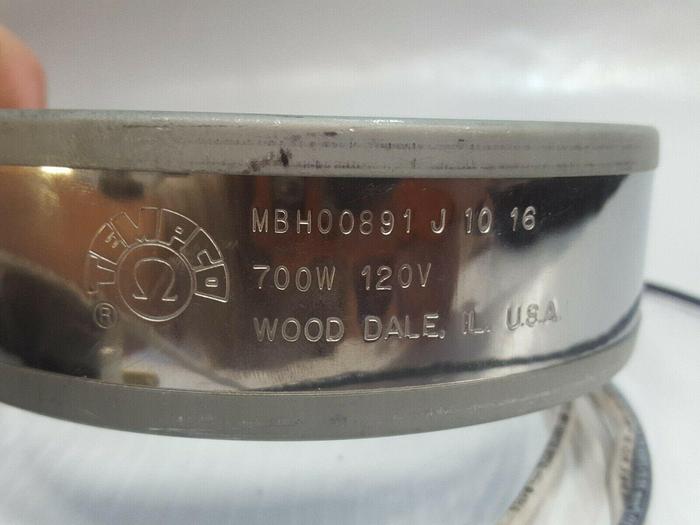 TEMPCO
Ω
®
MBH00891 J 10 16
700W 120V
WOOD DALE, IL. U.S.A.